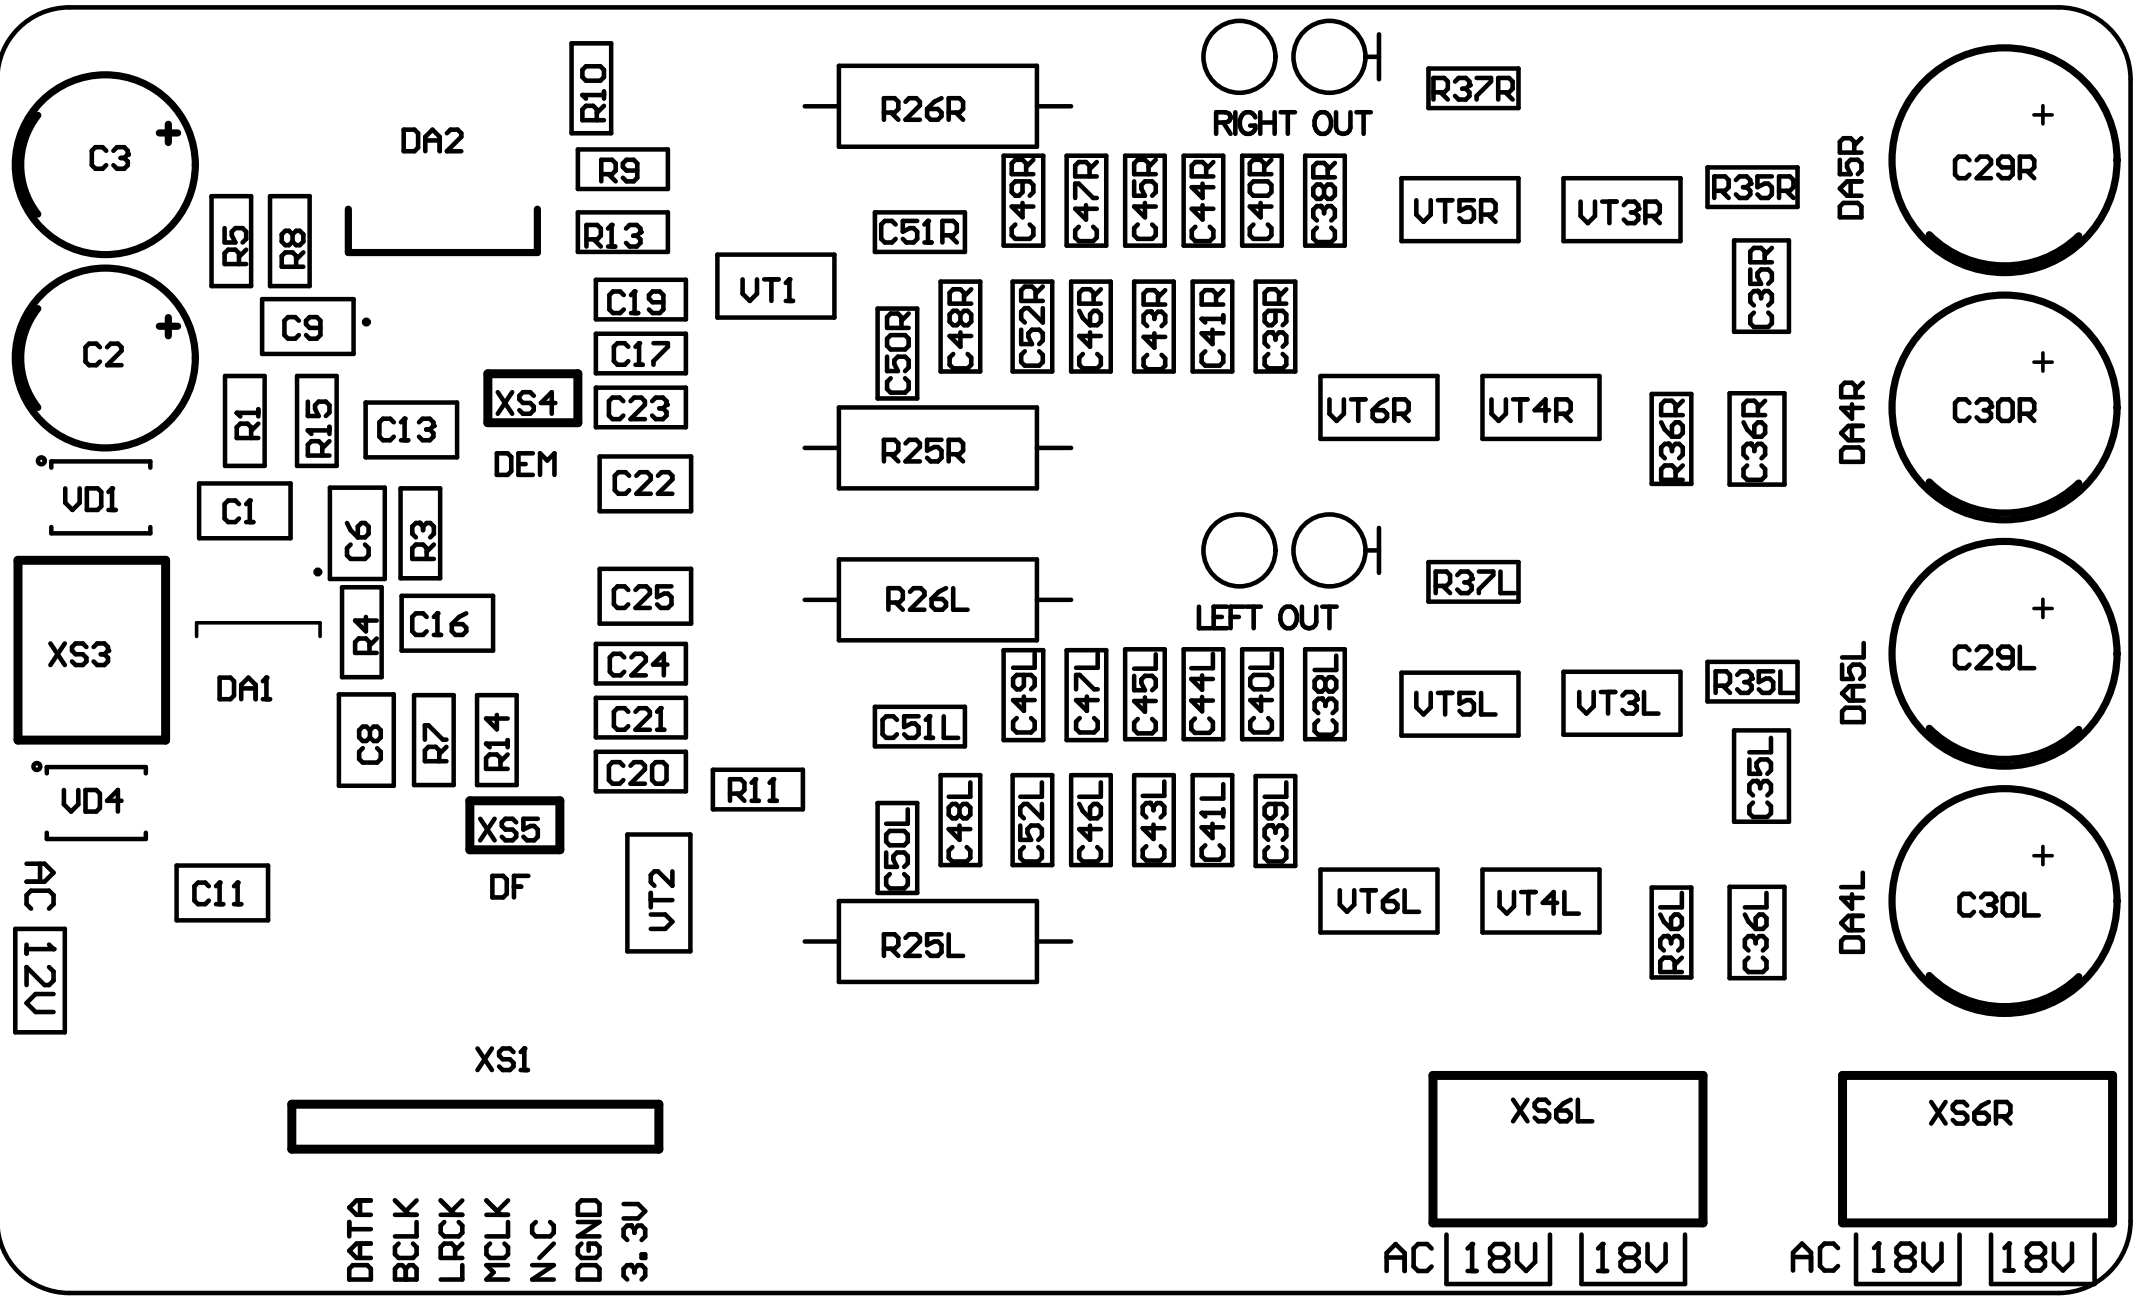 R10
R26R
R37R
RIGHT OUT
C3
DA2
R9
C29R
DA5R
C49R
C47R
C45R
C44R
C40R
C38R
R35R
VT5R
VT3R
R5
R8
R13
C51R
VT1
C19
C35R
C9
C50R
C48R
C52R
C46R
C43R
C41R
C39R
C2
C17
XS4
C23
VT6R
VT4R
C30R
DA4R
R1
R15
C13
R36R
C36R
DEM
R25R
VD1
C1
C6
R3
C22
R37L
C25
R26L
LEFT OUT
R4
C16
XS3
DA1
C24
C49L
C47L
C45L
C44L
C40L
C38L
R35L
C29L
DA5L
C8
R7
R14
C21
C51L
VT5L
VT3L
C20
R11
C35L
VD4
XS5
C50L
C48L
C52L
C46L
C43L
C41L
C39L
DF
AC
12V
C11
VT2
VT6L
VT4L
C30L
DA4L
R25L
R36L
C36L
XS1
XS6L
XS6R
DATA
BCLK
LRCK
MCLK
N\C
DGND
3.3V
AC 18V 18V
AC 18V 18V